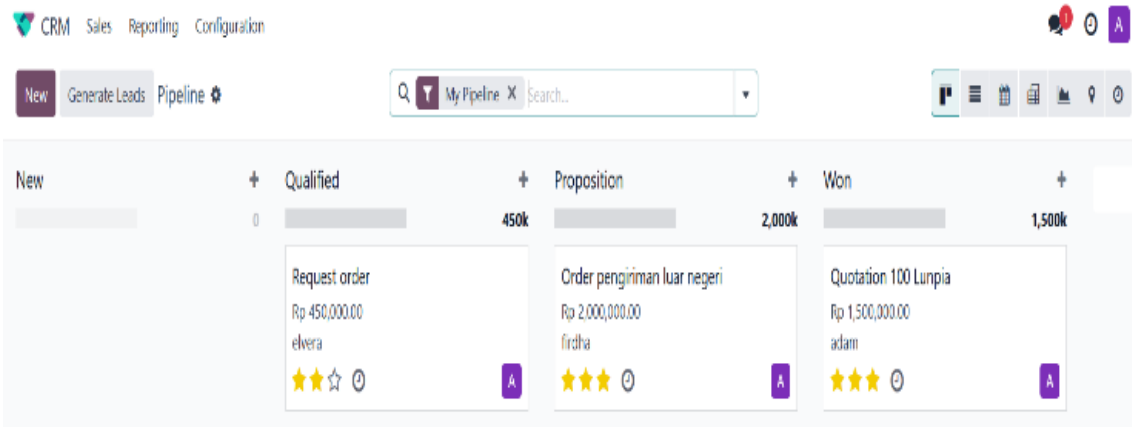 CRM Sales Reporting Configuration 1 A
New Generate Leads Pipeline My Pipeline X Search...
New + Qualified + Proposition + Won +
0 450k 2,000k 1,500k
Request order Order pengiriman luar negeri Quotation 100 Lunpia
Rp 450,000.00 Rp 2,000,000.00 Rp 1,500,000.00
elvera firdha adam
A A A